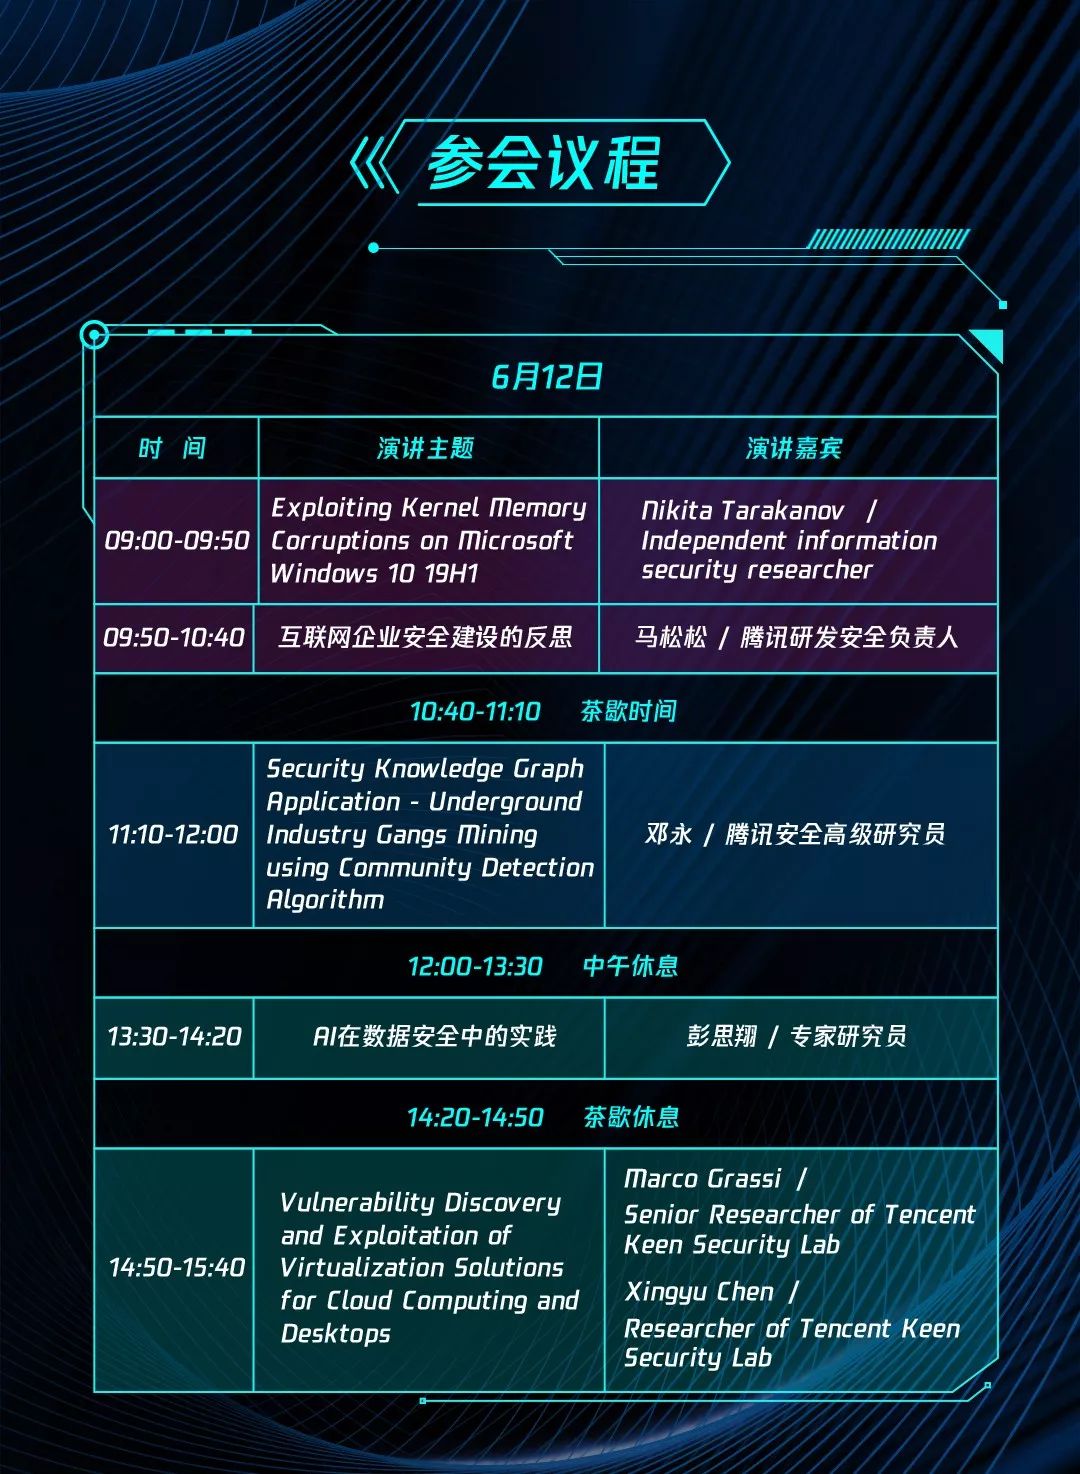 参会议程
6月12日
时 间
演讲主题
演讲嘉宾
09:00-09:50
Exploiting Kernel Memory
Corruptions on Microsoft
Windows 10 19H1
Nikita Tarakanov /
Independent information
security researcher
09:50-10:40
互联网企业安全建设的反思
马松松 / 腾讯研发安全负责人
10:40-11:10 茶歇时间
11:10-12:00
Security Knowledge Graph
Application - Underground
Industry Gangs Mining
using Community Detection
Algorithm
邓永 / 腾讯安全高级研究员
12:00-13:30 中午休息
13:30-14:20
AI在数据安全中的实践
彭思翔 / 专家研究员
14:20-14:50 茶歇休息
14:50-15:40
Vulnerability Discovery
and Exploitation of
Virtualization Solutions
for Cloud Computing and
Desktops
Marco Grassi /
Senior Researcher of Tencent
Keen Security Lab
Xingyu Chen /
Researcher of Tencent Keen
Security Lab